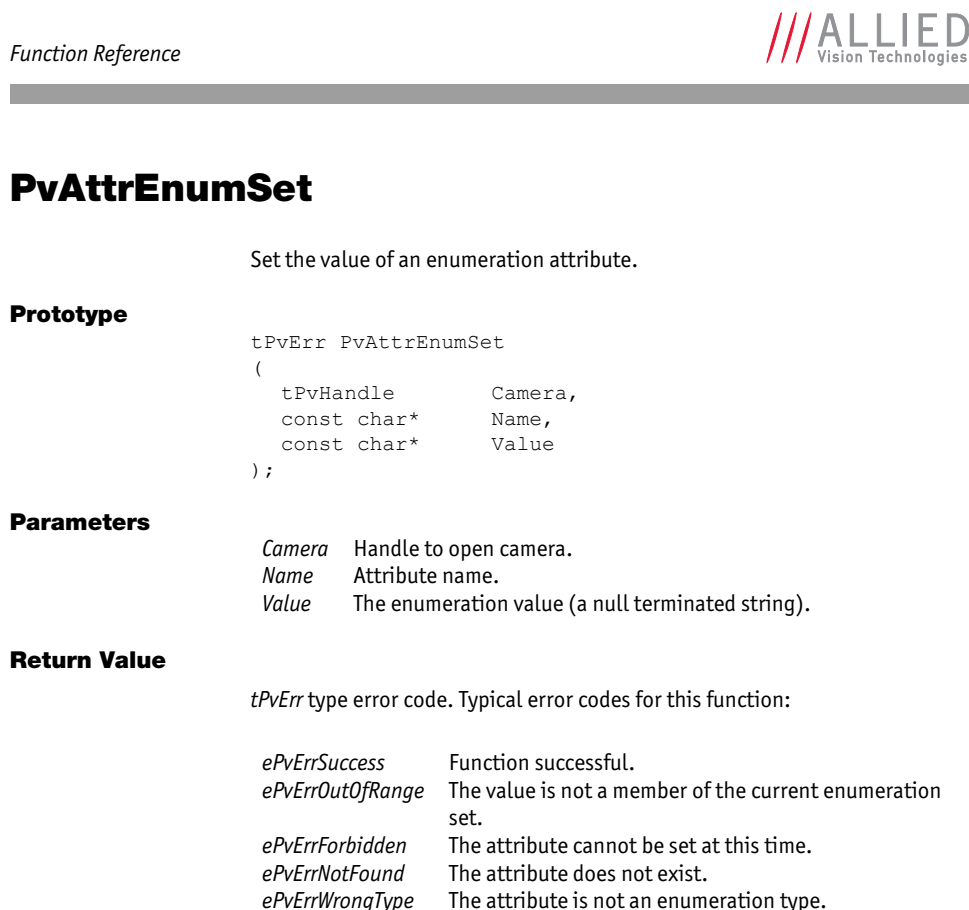 Function Reference
ALLIED
Vision Technologies
PvAttrEnumSet
Set the value of an enumeration attribute.
Prototype
tPvErr PvAttrEnumSet
(
tPvHandle Camera,
const char* Name,
const char* Value
);
Parameters
Camera Handle to open camera.
Name Attribute name.
Value The enumeration value (a null terminated string).
Return Value
tPvErr type error code. Typical error codes for this function:
ePvErrSuccess Function successful.
ePvErrOutOfRange The value is not a member of the current enumeration
set.
ePvErrForbidden The attribute cannot be set at this time.
ePvErrNotFound The attribute does not exist.
ePvErrWrongType The attribute is not an enumeration type.